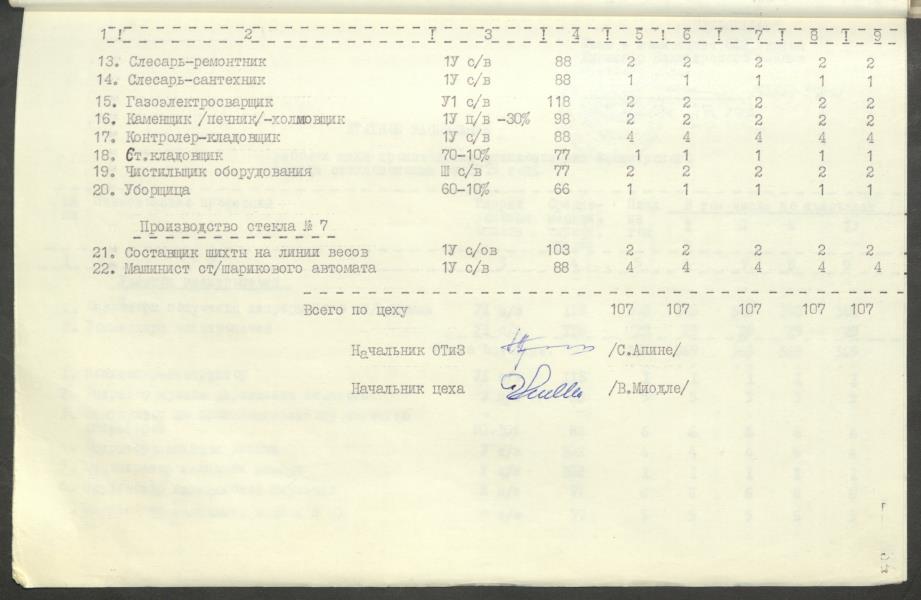 1 ! 2 ! 3 ! 4 ! 5 ! 6 ! 7 ! 8 ! 9
13. Слесарь-ремонтник 1У с/в 88 2 2 2 2 2
14. Слесарь-сантехник 1У с/в 88 1 1 1 1 1
15. Газоэлектросварщик У1 с/в 118 2 2 2 2 2
16. Каменщик /печник/-холмовщик 1У п/в -30% 98 2 2 2 2 2
17. Контролер-кладовщик 1У с/в 88 4 4 4 4 4
18. Ст.кладовщик 70-10% 77 1 1 1 1 1
19. Чистильщик оборудования Ш с/в 77 2 2 2 2 2
20. Уборщица 60-10% 66 1 1 1 1 1
Производство стекла № 7
21. Составщик шихты на линии весов 1У с/ов 103 2 2 2 2 2
22. Машинист ст/шарикового автомата 1У с/в 88 4 4 4 4 4
Всего по цеху 107 107 107 107 107
Начальник ОТиЗ /С.Апине/
Начальник цеха /В.Миодле/